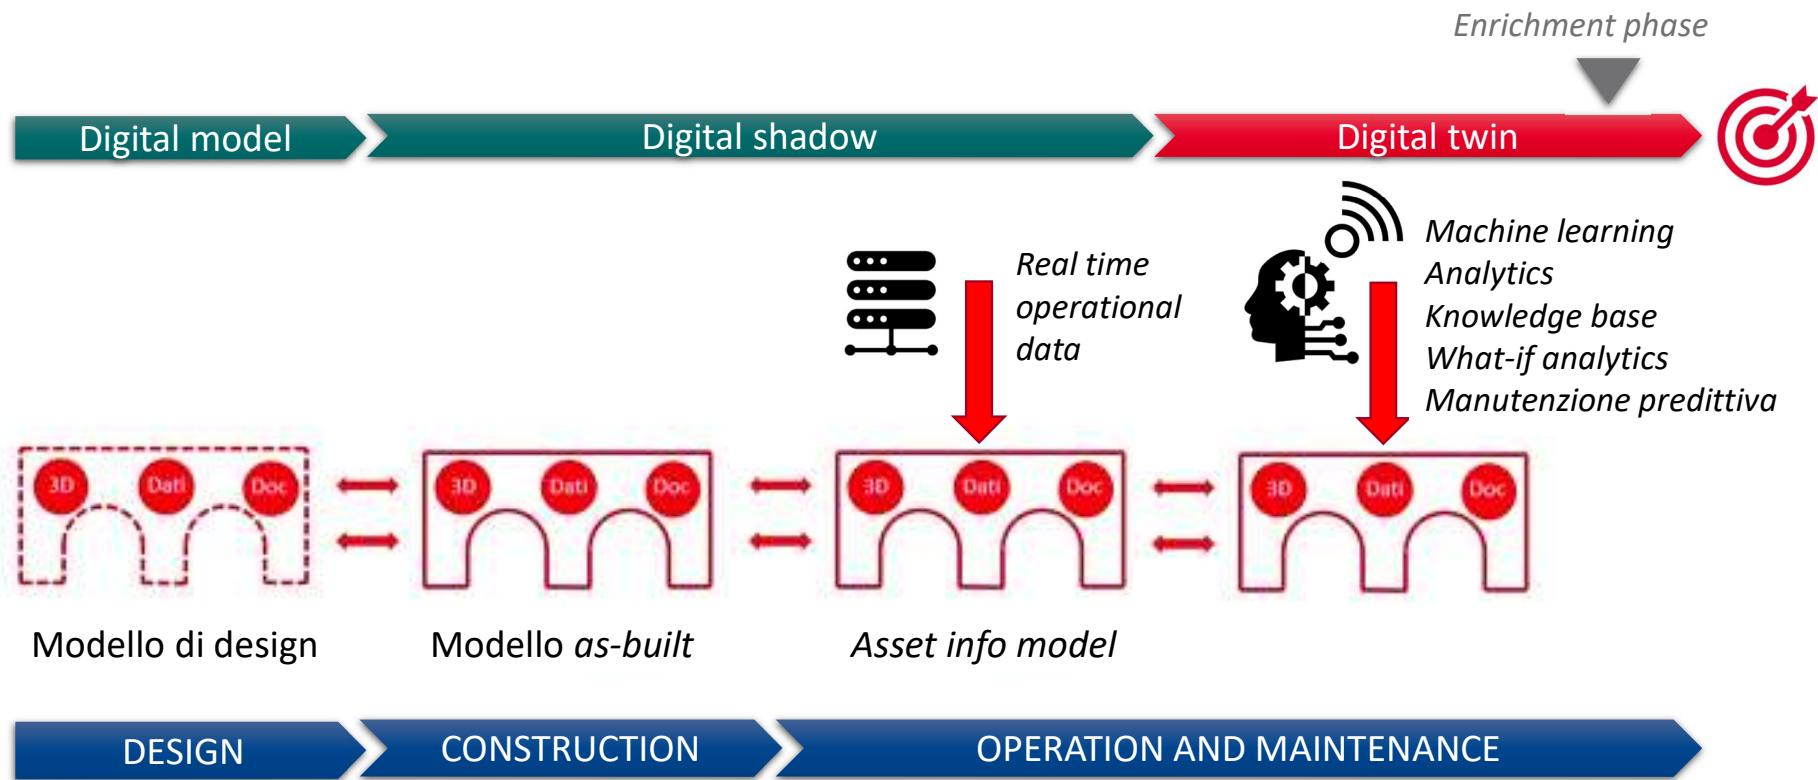 Enrichment phase
Digital model
Digital shadow
Digital twin
Real time
operational
data
Machine learning
Analytics
Knowledge base
What-if analytics
Manutenzione predittiva
3D
Dati
Doc
3D
Dati
Doc
3D
Dati
Doc
3D
Dati
Doc
Modello di design
Modello as-built
Asset info model
DESIGN
CONSTRUCTION
OPERATION AND MAINTENANCE